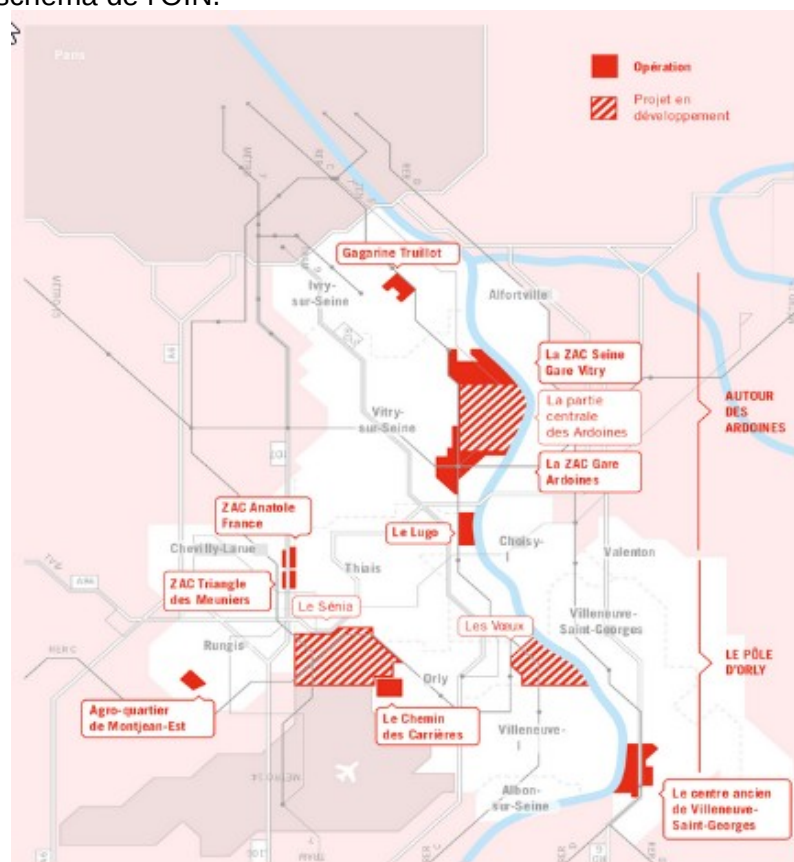 schéma de l'OIN.
Paris
Opération
Projet en
développement
Gagarine Truillot
Ivry-
sur-Seine
Alfortville
La ZAC Seine
Gare Vitry
La partie
centrale
des Ardoines
AUTOUR
DES
ARDOINES
Vitry-
sur-Seine
La ZAC Gare
Ardoines
ZAC Anatole
France
Le Lugo
Choisy-
l
Valenton
Chevilly-Larue
Thiais
ZAC Triangle
des Meuniers
Le Sénia
Les Vœux
Villeneuve-
Saint-Georges
Rungis
RER C
Orly
LE PÔLE
D'ORLY
Agro-quartier
de Montjean-Est
Le Chemin
des Carrières
Villeneuve-
l
METRO 14
Albon-
sur-Seine
Le centre ancien
de Villeneuve-
Saint-Georges